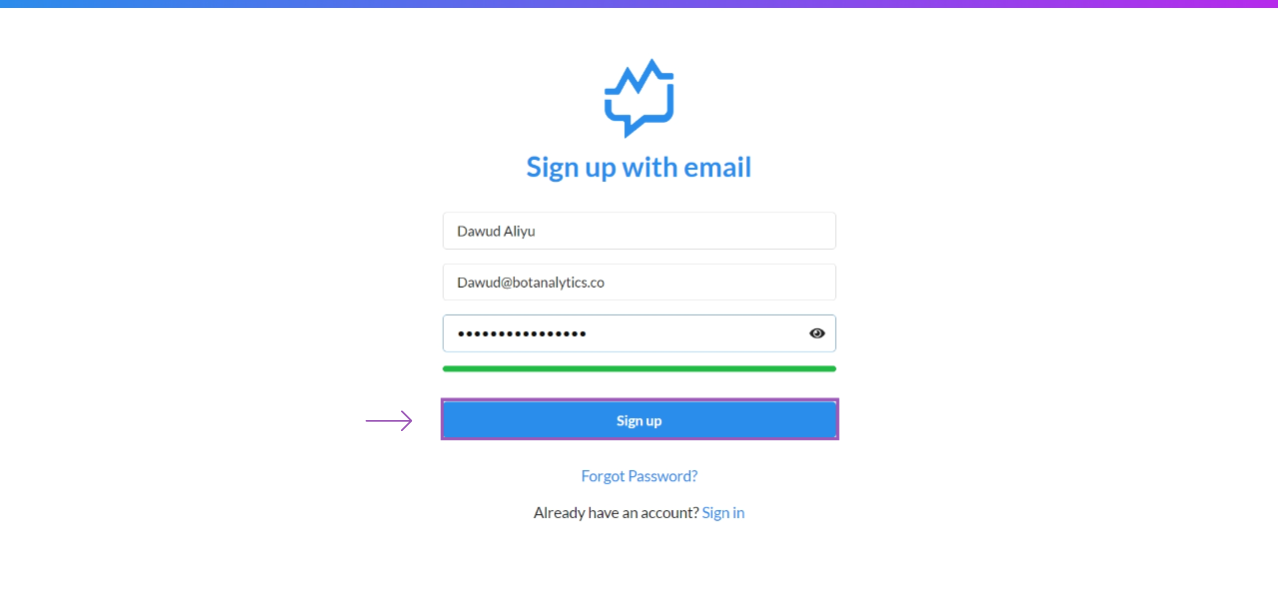 Sign up with email
Dawud Aliyu
Dawud@botanalytics.co
••••••••••••••••
Sign up
Forgot Password?
Already have an account? Sign in